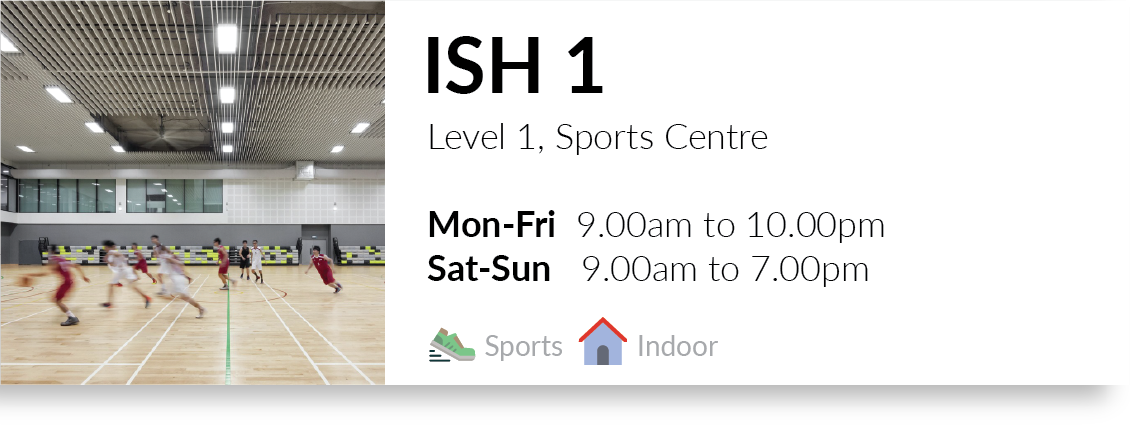 ISH 1
Level 1, Sports Centre
Mon-Fri 9.00am to 10.00pm
Sat-Sun 9.00am to 7.00pm
Sports Indoor